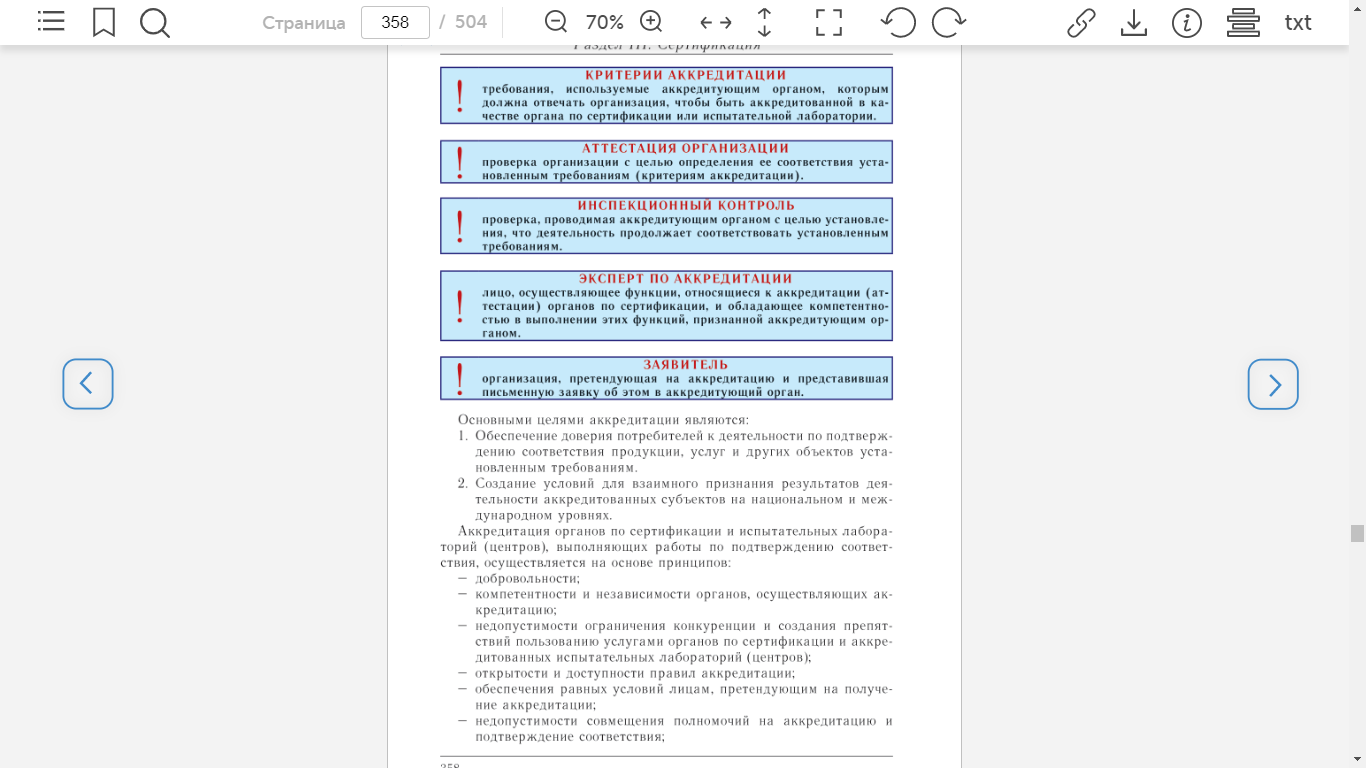 Страница 358 / 504 70% txt
Раздел III. Сертификация
КРИТЕРИИ АККРЕДИТАЦИИ
требования, используемые аккредитующим органом, которым
должна отвечать организация, чтобы быть аккредитованной в ка-
честве органа по сертификации или испытательной лаборатории.
АТТЕСТАЦИЯ ОРГАНИЗАЦИИ
проверка организации с целью определения ее соответствия уста-
новленным требованиям (критериям аккредитации).
ИНСПЕКЦИОННЫЙ КОНТРОЛЬ
проверка, проводимая аккредитующим органом с целью установле-
ния, что деятельность продолжает соответствовать установленным
требованиям.
ЭКСПЕРТ ПО АККРЕДИТАЦИИ
лицо, осуществляющее функции, относящиеся к аккредитации (ат-
тестации) органов по сертификации, и обладающее компетентно-
стью в выполнении этих функций, признанной аккредитующим ор-
ганом.
ЗАЯВИТЕЛЬ
организация, претендующая на аккредитацию и представившая
письменную заявку об этом в аккредитующий орган.
Основными целями аккредитации являются:
1. Обеспечение доверия потребителей к деятельности по подтверж-
дению соответствия продукции, услуг и других объектов уста-
новленным требованиям.
2. Создание условий для взаимного признания результатов дея-
тельности аккредитованных субъектов на национальном и меж-
дународном уровнях.
Аккредитация органов по сертификации и испытательных лабора-
торий (центров), выполняющих работы по подтверждению соответ-
ствия, осуществляется на основе принципов:
– добровольности;
– компетентности и независимости органов, осуществляющих ак-
кредитацию;
– недопустимости ограничения конкуренции и создания препят-
ствий пользованию услугами органов по сертификации и аккре-
дитованных испытательных лабораторий (центров);
– открытости и доступности правил аккредитации;
– обеспечения равных условий лицам, претендующим на получе-
ние аккредитации;
– недопустимости совмещения полномочий на аккредитацию и
подтверждение соответствия;
358